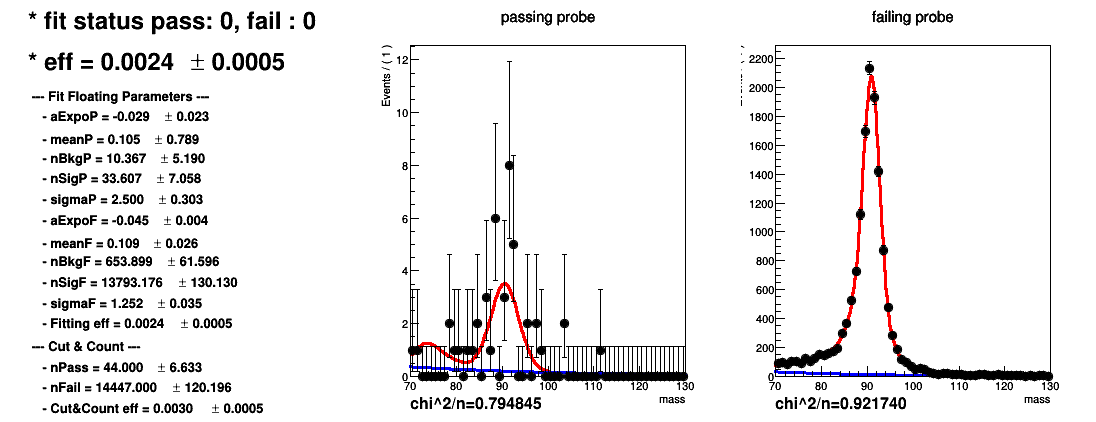 * fit status pass: 0, fail : 0
* eff = 0.0024 ± 0.0005
--- Fit Floating Parameters ---
- aExpoP = -0.029 ± 0.023
- meanP = 0.105 ± 0.789
- nBkgP = 10.367 ± 5.190
- nSigP = 33.607 ± 7.058
- sigmaP = 2.500 ± 0.303
- aExpoF = -0.045 ± 0.004
- meanF = 0.109 ± 0.026
- nBkgF = 653.899 ± 61.596
- nSigF = 13793.176 ± 130.130
- sigmaF = 1.252 ± 0.035
- Fitting eff = 0.0024 ± 0.0005
--- Cut & Count ---
- nPass = 44.000 ± 6.633
- nFail = 14447.000 ± 120.196
- Cut&Count eff = 0.0030 ± 0.0005
passing probe
Events / ( 1 )
12
10
8
6
4
2
0
70 80 90 100 110 120 130
mass
chi^2/n=0.794845
failing probe
2200
2000
1800
1600
1400
1200
1000
800
600
400
200
0
70 80 90 100 110 120 130
mass
chi^2/n=0.921740